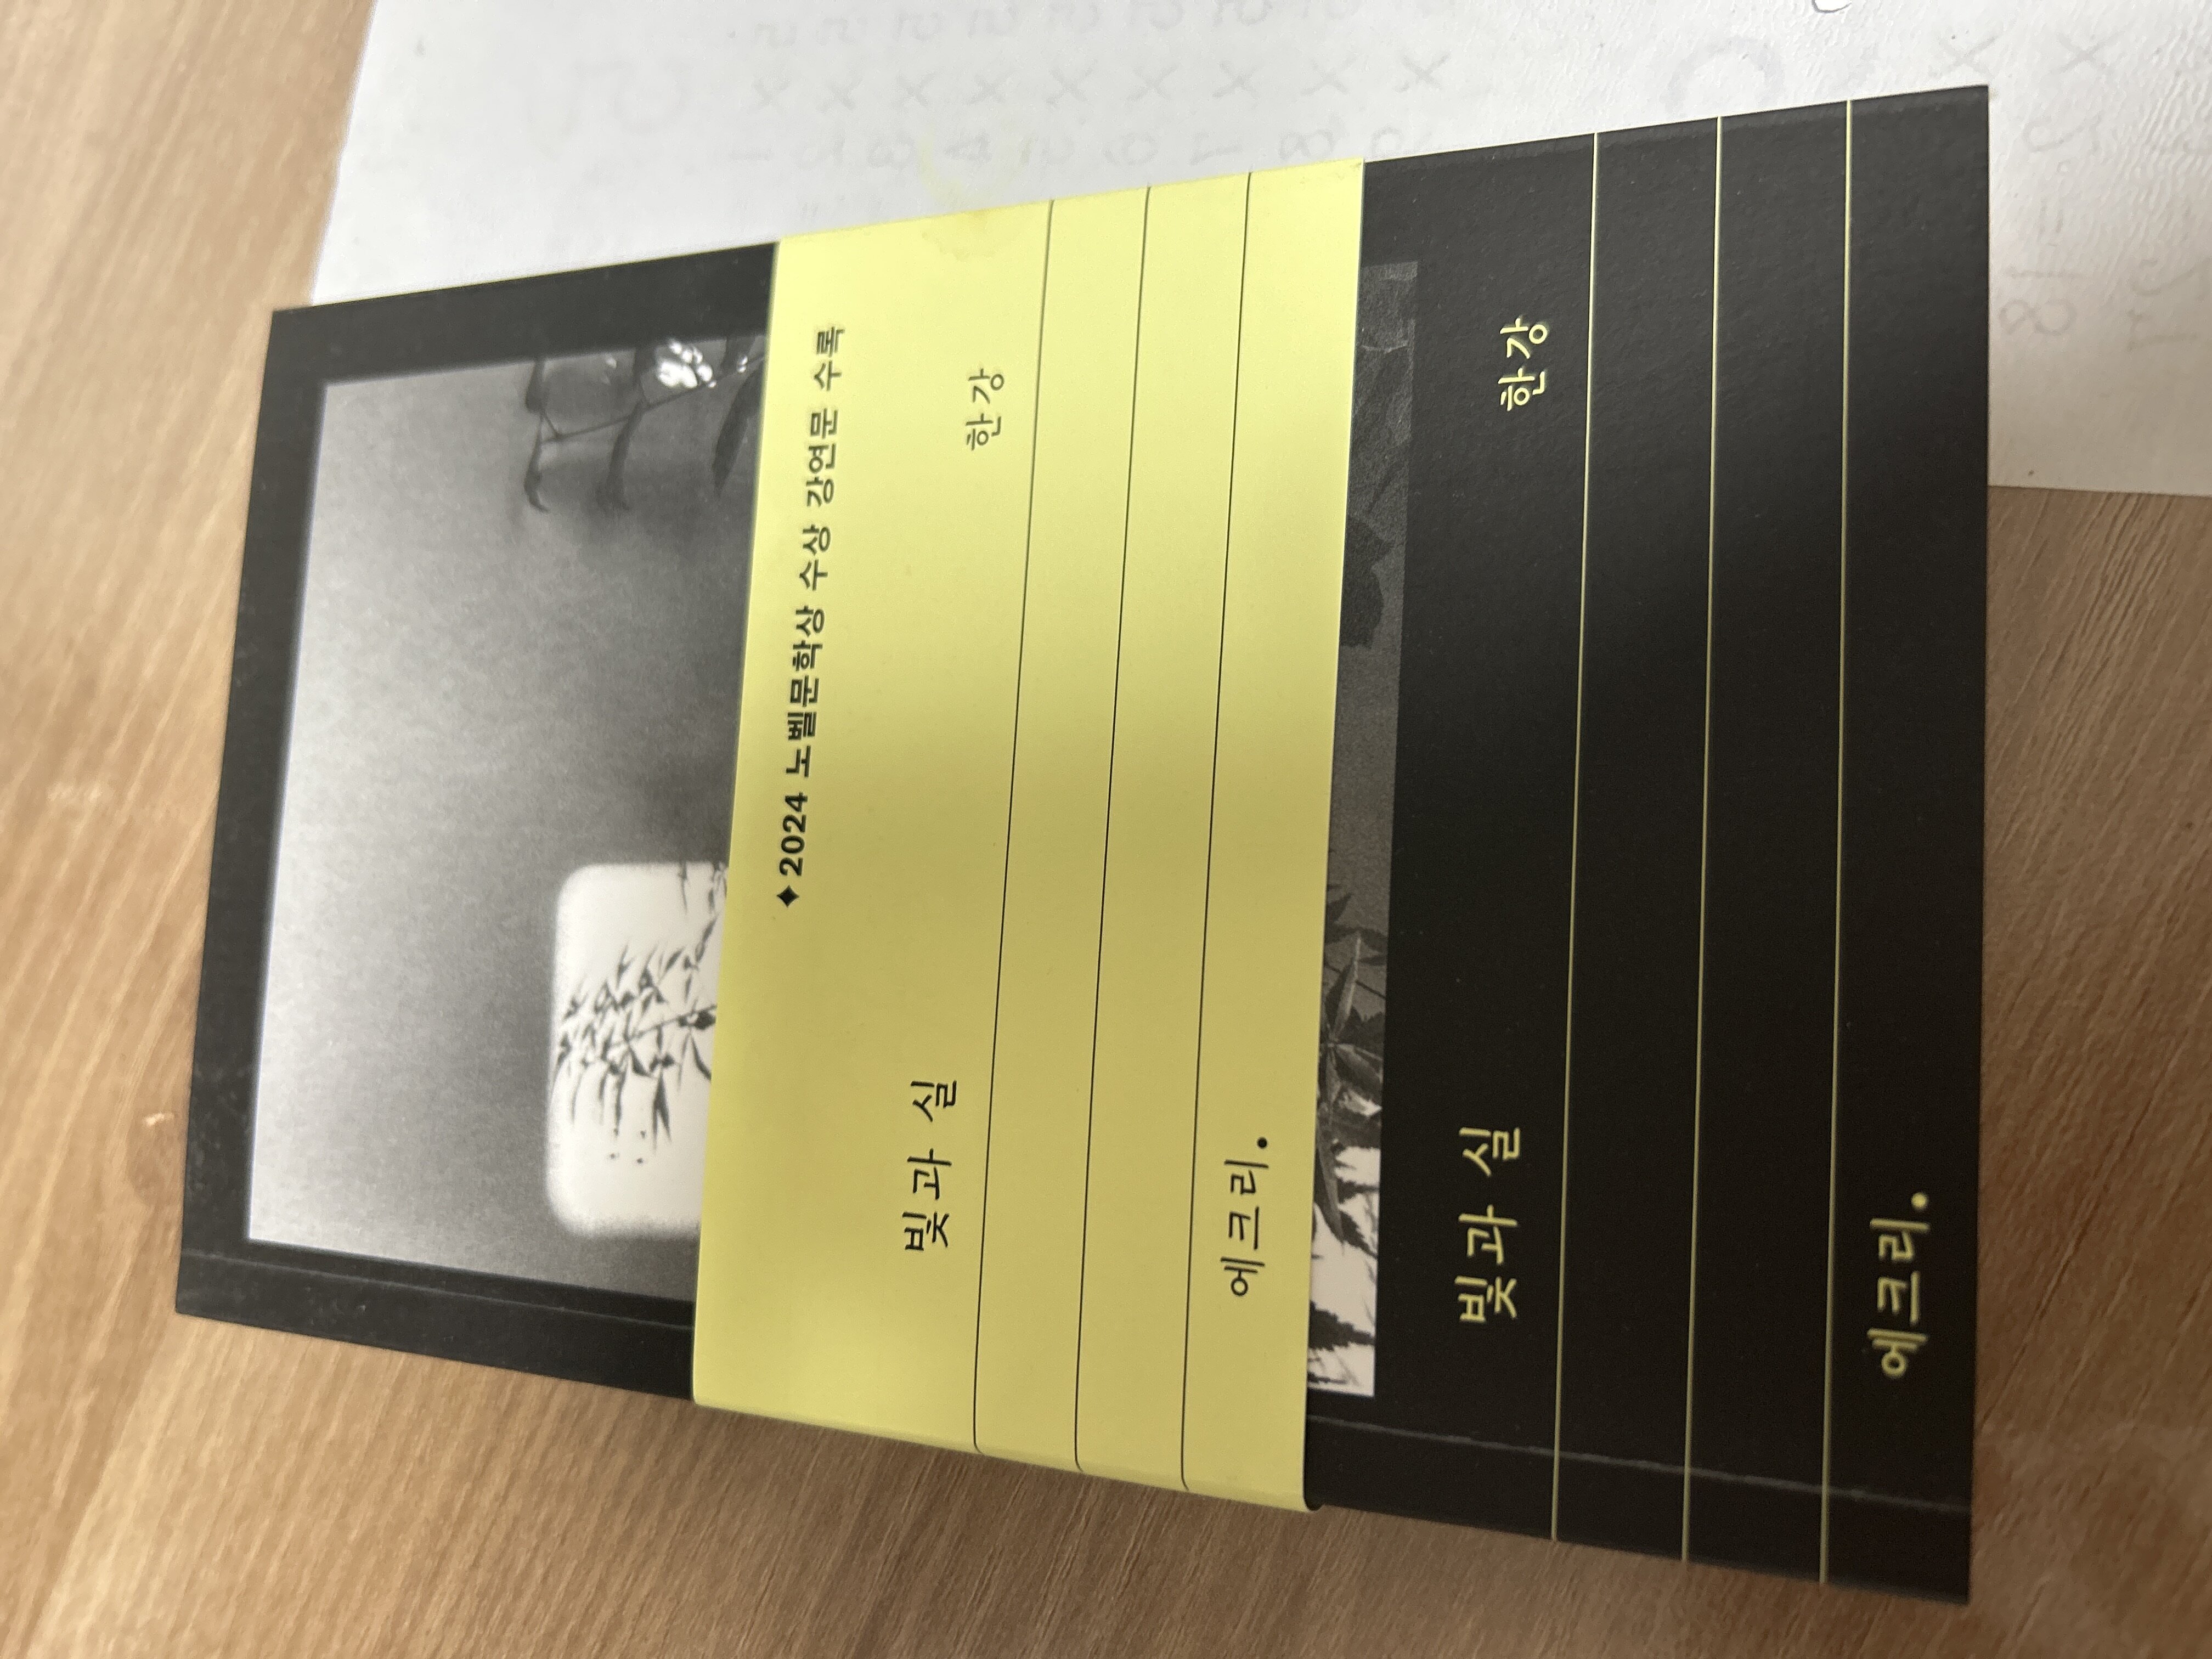 ✦2024 노벨문학상 수상 강연문 수록
빛과 실
한강
에크리.
빛과 실
한강
에크리.